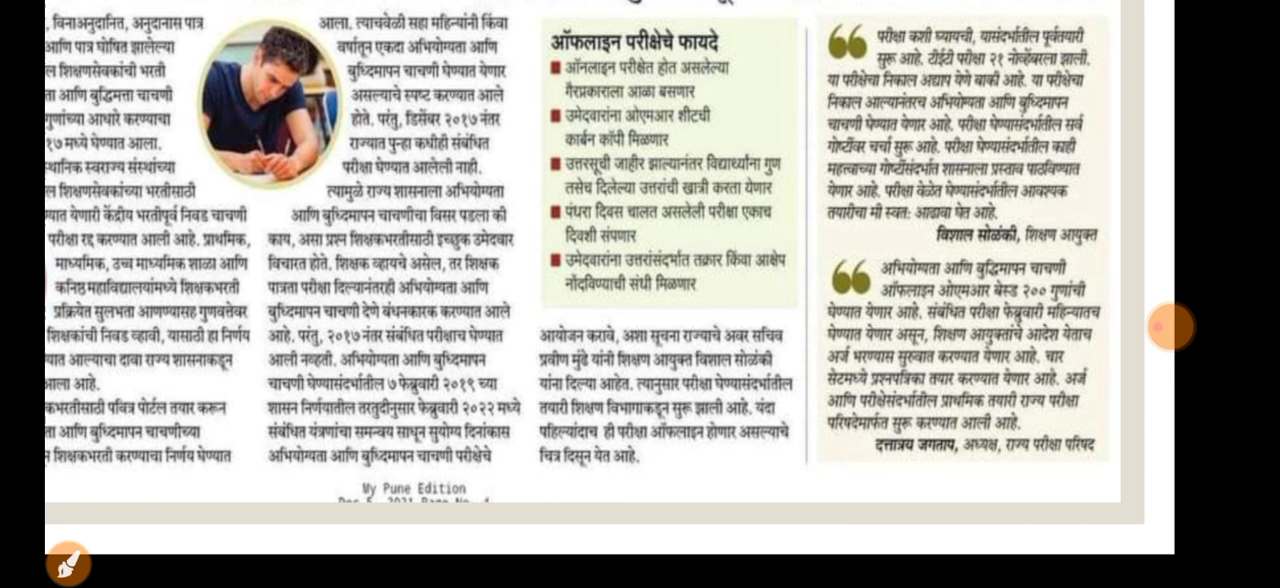 , विनाअनुदानित, अनुदानास पात्र
आणि पात्र घोषित झालेल्या
ल शिक्षणसेवकांची भरती
ता आणि बुद्धिमत्ता चाचणी
गुणांच्या आधारे करण्याचा
१७ मध्ये घेण्यात आला.
स्थानिक स्वराज्य संस्थांच्या
ल शिक्षणसेवकांच्या भरतीसाठी
यात येणारी केंद्रीय भरतीपूर्व निवड चाचणी
परीक्षा रद्द करण्यात आली आहे. प्राथमिक,
माध्यमिक, उच्च माध्यमिक शाळा आणि
कनिष्ठ महाविद्यालयांमध्ये शिक्षकभरती
प्रक्रियेत सुलभता आणण्यासह गुणवत्तेवर
शिक्षकांची निवड व्हावी, यासाठी हा निर्णय
यात आल्याचा दावा राज्य शासनाकडून
आला आहे.
कभरतीसाठी पवित्र पोर्टल तयार करून
ता आणि बुध्दिमापन चाचणीच्या
न शिक्षकभरती करण्याचा निर्णय घेण्यात
आला. त्याचवेळी सहा महिन्यांनी किंवा
वर्षातून एकदा अभियोग्यता आणि
बुध्दिमापन चाचणी घेण्यात येणार
असल्याचे स्पष्ट करण्यात आले
होते. परंतु, डिसेंबर २०१७ नंतर
राज्यात पुन्हा कधीही संबंधित
परीक्षा घेण्यात आलेली नाही.
त्यामुळे राज्य शासनाला अभियोग्यता
आणि बुध्दिमापन चाचणीचा विसर पडला की
काय, असा प्रश्न शिक्षकभरतीसाठी इच्छुक उमेदवार
विचारत होते. शिक्षक व्हायचे असेल, तर शिक्षक
पात्रता परीक्षा दिल्यानंतरही अभियोग्यता आणि
बुध्दिमापन चाचणी देणे बंधनकारक करण्यात आले
आहे. परंतु, २०१७ नंतर संबंधित परीक्षाच घेण्यात
आली नव्हती. अभियोग्यता आणि बुध्दिमापन
चाचणी घेण्यासंदर्भातील ७ फेब्रुवारी २०१९ च्या
शासन निर्णयातील तरतुदीनुसार फेब्रुवारी २०२२ मध्ये
संबंधित यंत्रणांचा समन्वय साधून सुयोग्य दिनांकास
अभियोग्यता आणि बुध्दिमापन चाचणी परीक्षेचे
ऑफलाइन परीक्षेचे फायदे
ऑनलाइन परीक्षेत होत असलेल्या
गैरप्रकाराला आळा बसणार
उमेदवारांना ओएमआर शीटची
कार्बन कॉपी मिळणार
उत्तरसूची जाहीर झाल्यानंतर विद्यार्थ्यांना गुण
तसेच दिलेल्या उत्तरांची खात्री करता येणार
पंधरा दिवस चालत असलेली परीक्षा एकाच
दिवशी संपणार
उमेदवारांना उत्तरांसंदर्भात तक्रार किंवा आक्षेप
नोंदविण्याची संधी मिळणार
आयोजन करावे, अशा सूचना राज्याचे अवर सचिव
प्रवीण मुंढे यांनी शिक्षण आयुक्त विशाल सोळंकी
यांना दिल्या आहेत. त्यानुसार परीक्षा घेण्यासंदर्भातील
तयारी शिक्षण विभागाकडून सुरू झाली आहे. यंदा
पहिल्यांदाच ही परीक्षा ऑफलाइन होणार असल्याचे
चित्र दिसून येत आहे.
परीक्षा कशी घ्यायची, यासंदर्भातील पूर्वतयारी
सुरू आहे. टीईटी परीक्षा २१ नोव्हेंबरला झाली.
या परीक्षेचा निकाल अद्याप येणे बाकी आहे. या परीक्षेचा
निकाल आल्यानंतरच अभियोग्यता आणि बुध्दिमापन
चाचणी घेण्यात येणार आहे. परीक्षा घेण्यासंदर्भातील सर्व
गोष्टींवर चर्चा सुरू आहे. परीक्षा घेण्यासंदर्भातील काही
महत्त्वाच्या गोष्टींसंदर्भात शासनाला प्रस्ताव पाठविण्यात
येणार आहे. परीक्षा वेळेत घेण्यासंदर्भातील आवश्यक
तयारीचा मी स्वत: आढावा घेत आहे.
विशाल सोळंकी, शिक्षण आयुक्त
अभियोग्यता आणि बुद्धिमापन चाचणी
ऑफलाइन ओएमआर बेस्ड २०० गुणांची
घेण्यात येणार आहे. संबंधित परीक्षा फेब्रुवारी महिन्यातच
घेण्यात येणार असून, शिक्षण आयुक्तांचे आदेश येताच
अर्ज भरण्यास सुरुवात करण्यात येणार आहे. चार
सेटमध्ये प्रश्नपत्रिका तयार करण्यात येणार आहे. अर्ज
आणि परीक्षेसंदर्भातील प्राथमिक तयारी राज्य परीक्षा
परिषदेमार्फत सुरू करण्यात आली आहे.
दत्तात्रय जगताप, अध्यक्ष, राज्य परीक्षा परिषद
My Pune Edition
Dec 5, 2021 Page No. 4